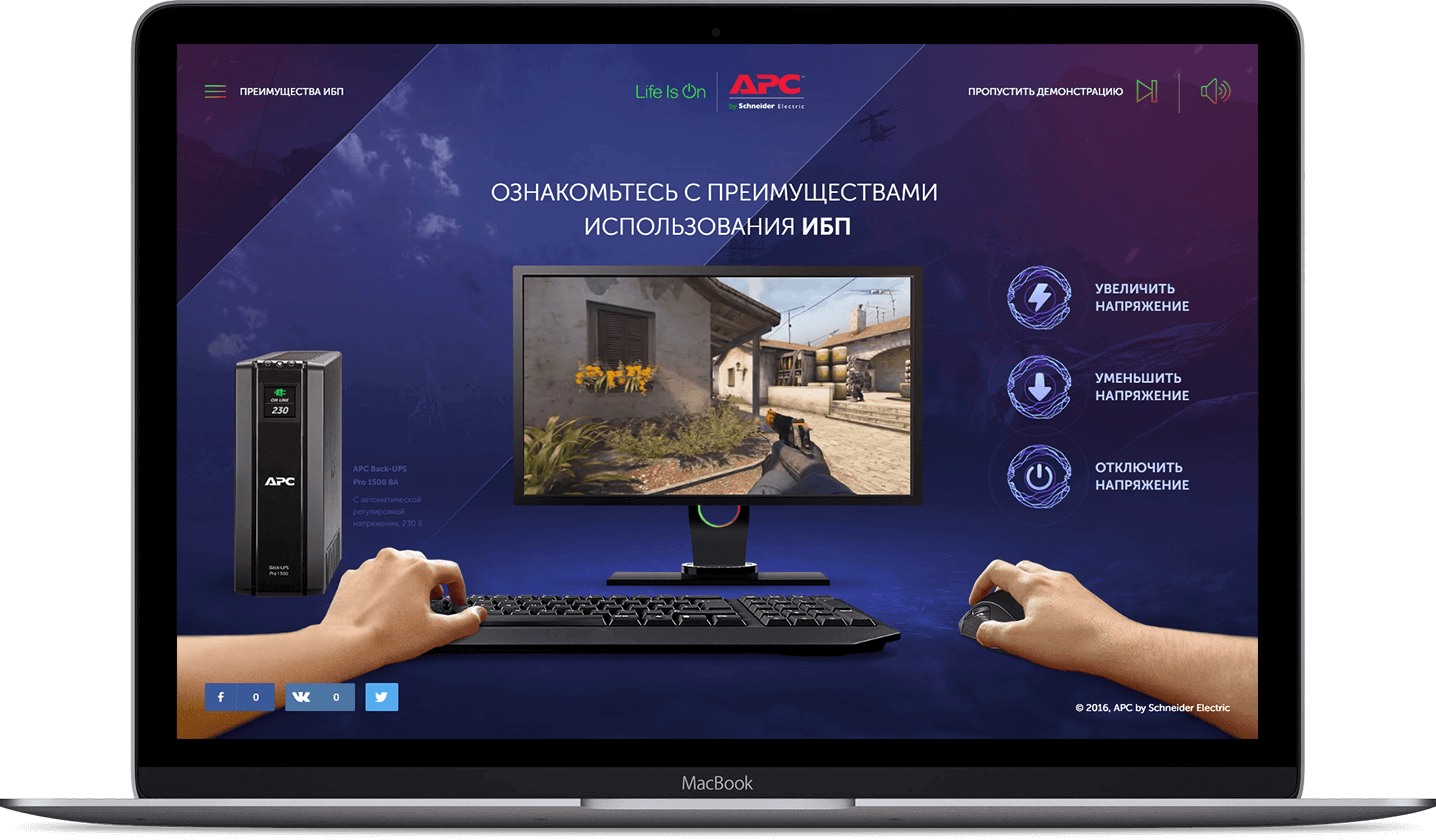 ПРЕИМУЩЕСТВА ИБП
Life Is On
APC
by Schneider Electric
ПРОПУСТИТЬ ДЕМОНСТРАЦИЮ
ОЗНАКОМЬТЕСЬ С ПРЕИМУЩЕСТВАМИ
ИСПОЛЬЗОВАНИЯ ИБП
УВЕЛИЧИТЬ
НАПРЯЖЕНИЕ
УМЕНЬШИТЬ
НАПРЯЖЕНИЕ
ОТКЛЮЧИТЬ
НАПРЯЖЕНИЕ
ON LINE
230
APC
Back-UPS
Pro 1500
APC Back-UPS
Pro 1500 ВА
С автоматической
регулировкой
напряжения, 230 В
f 0
0
© 2016, APC by Schneider Electric
MacBook